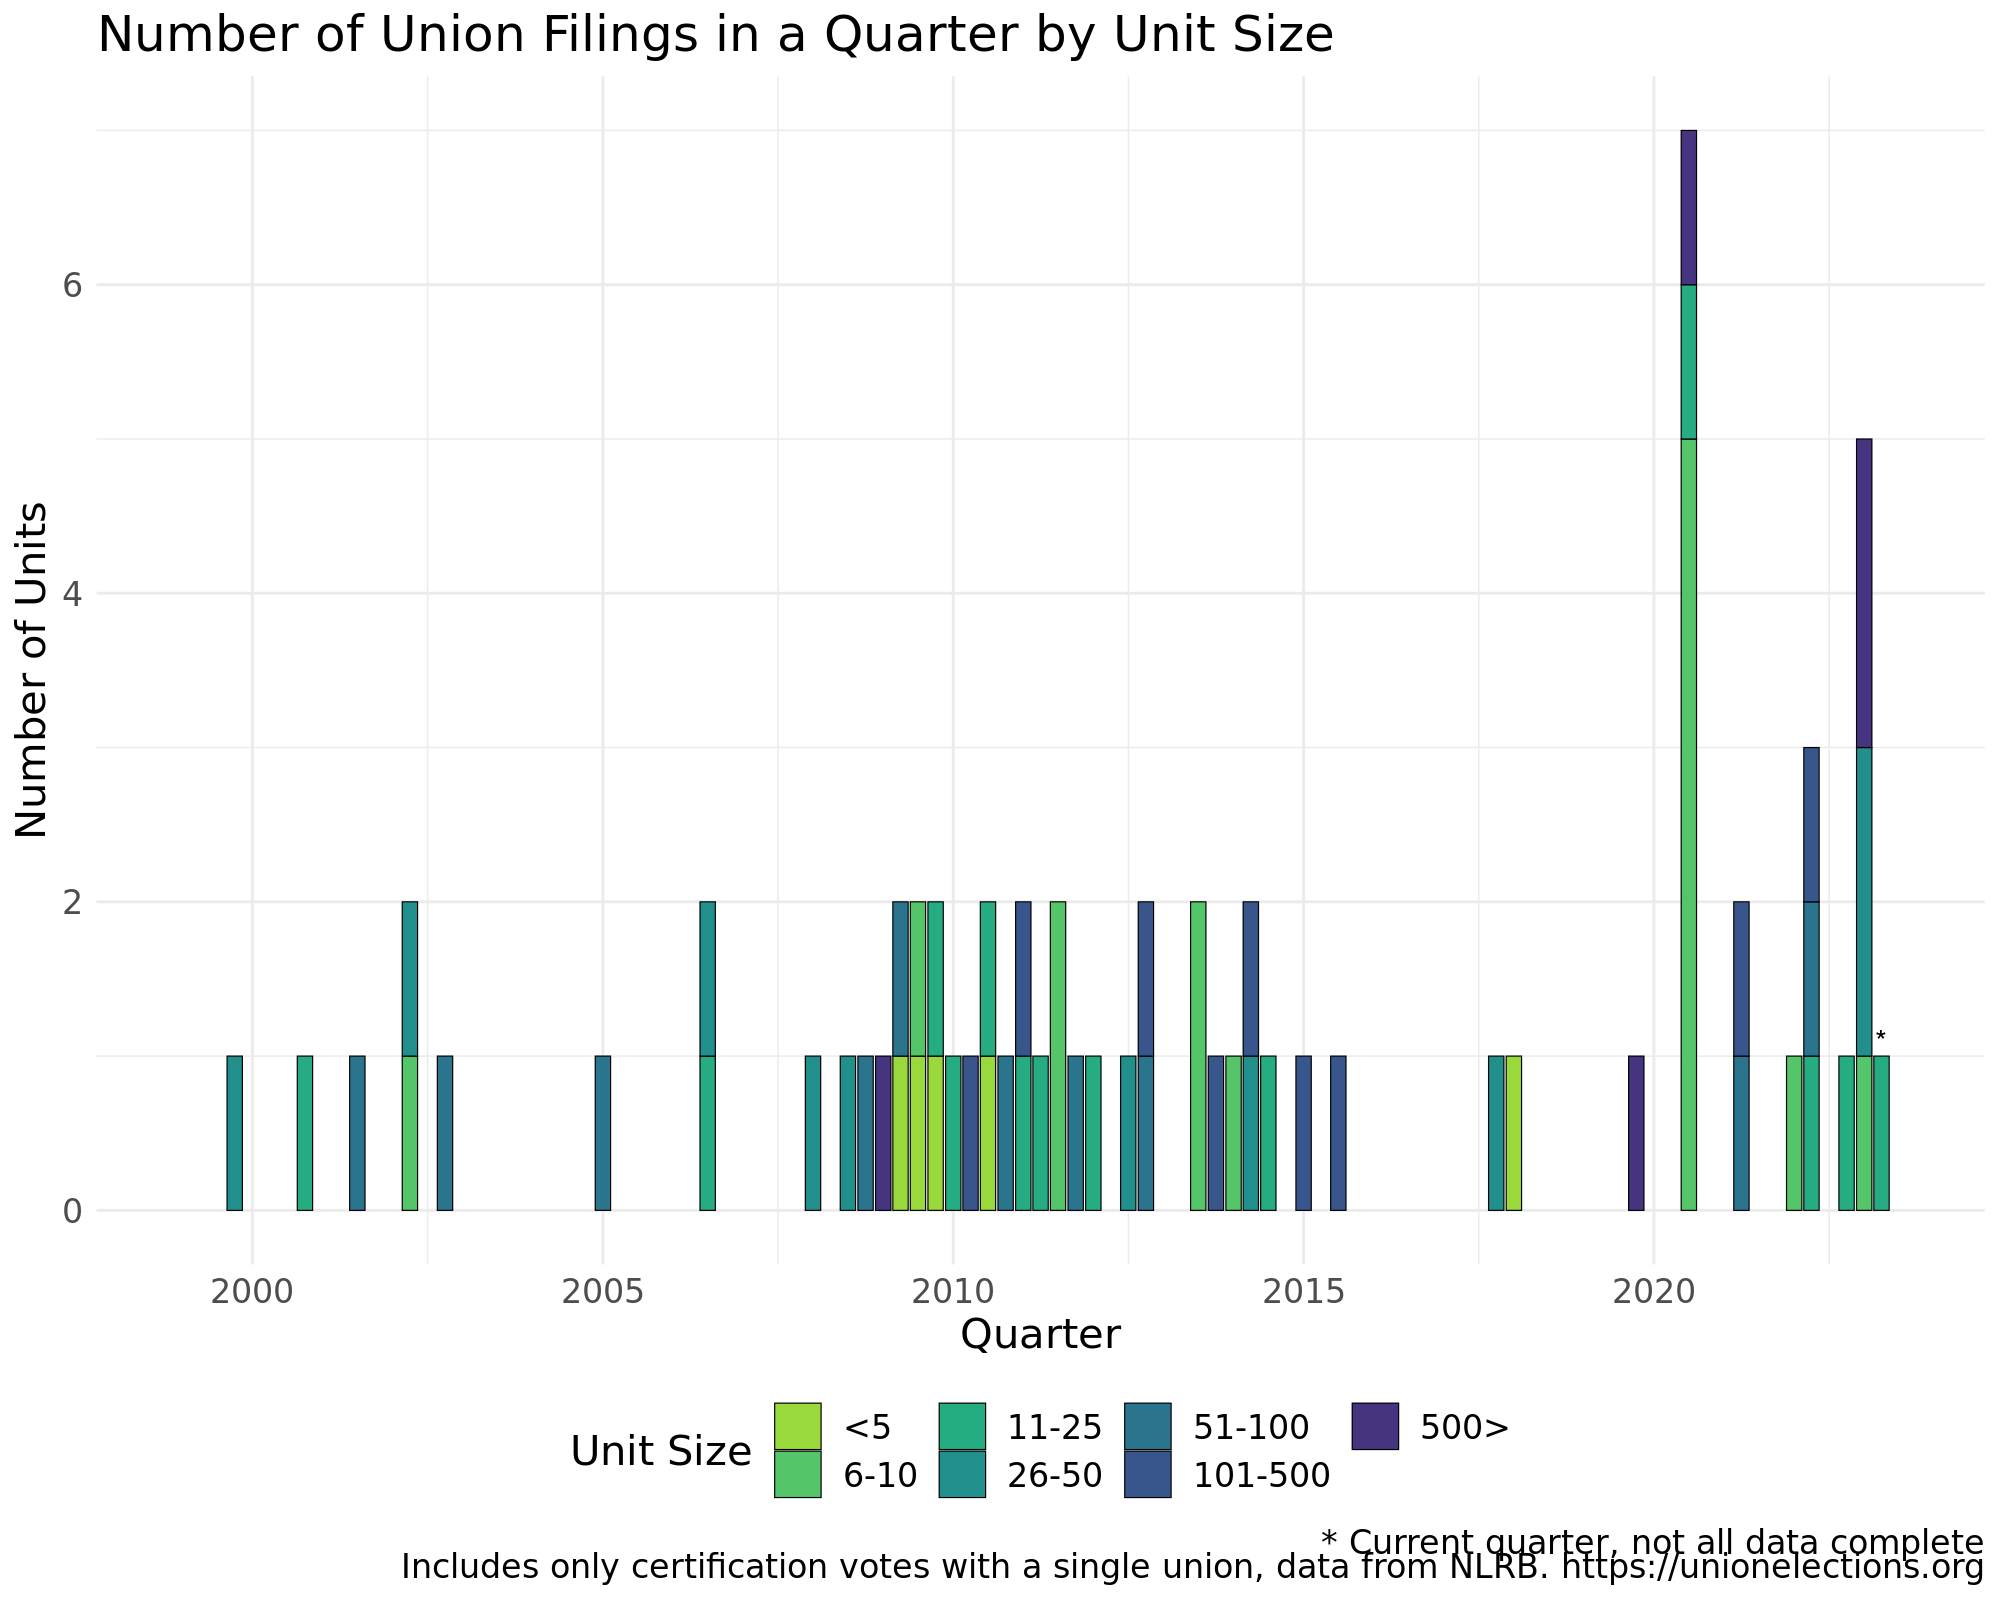 Number of Union Filings in a Quarter by Unit Size
Number of Units
6
4
2
0
*
2000 2005 2010 2015 2020
Quarter
Unit Size
<5 11-25 51-100 500>
6-10 26-50 101-500
* Current quarter, not all data complete
Includes only certification votes with a single union, data from NLRB. https://unionelections.org